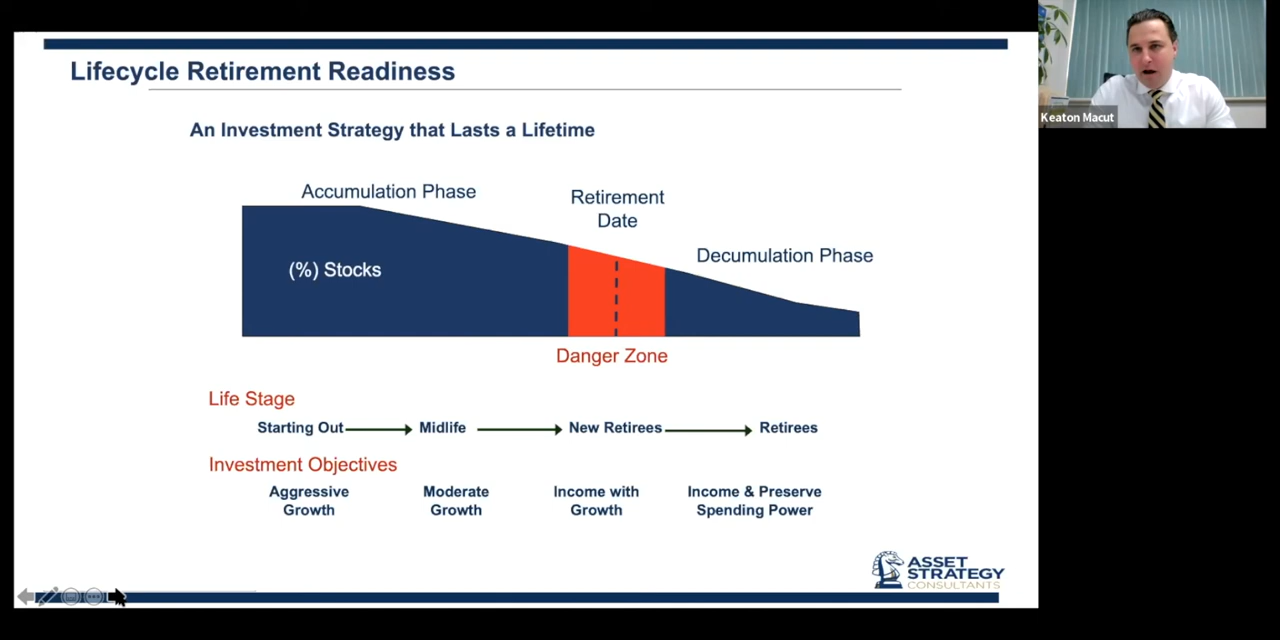 Lifecycle Retirement Readiness
An Investment Strategy that Lasts a Lifetime
Accumulation Phase
Retirement
Date
Decumulation Phase
(%) Stocks
Danger Zone
Life Stage
Starting Out
Midlife
New Retirees
Retirees
Investment Objectives
Aggressive
Growth
Moderate
Growth
Income with
Growth
Income & Preserve
Spending Power
ASSET
STRATEGY
CONSULTANTS
Keaton Macut